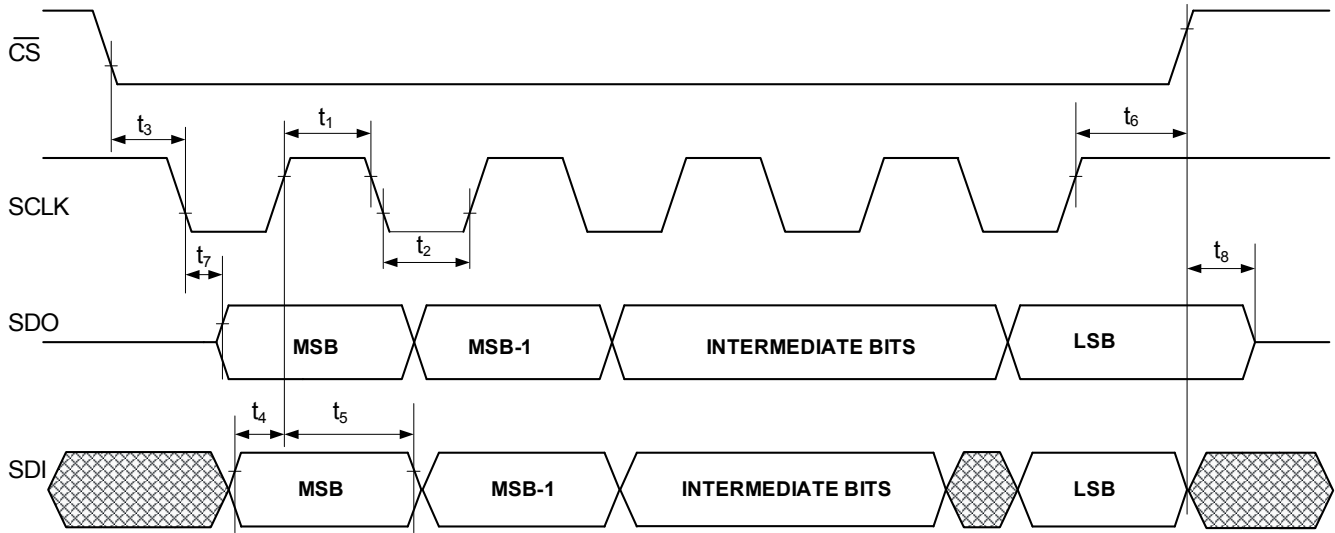 C̅S̅
t₃
t₁
t₆
SCLK
t₂
t₇
t₈
SDO
MSB
MSB-1
INTERMEDIATE BITS
LSB
t₄
t₅
SDI
MSB
MSB-1
INTERMEDIATE BITS
LSB